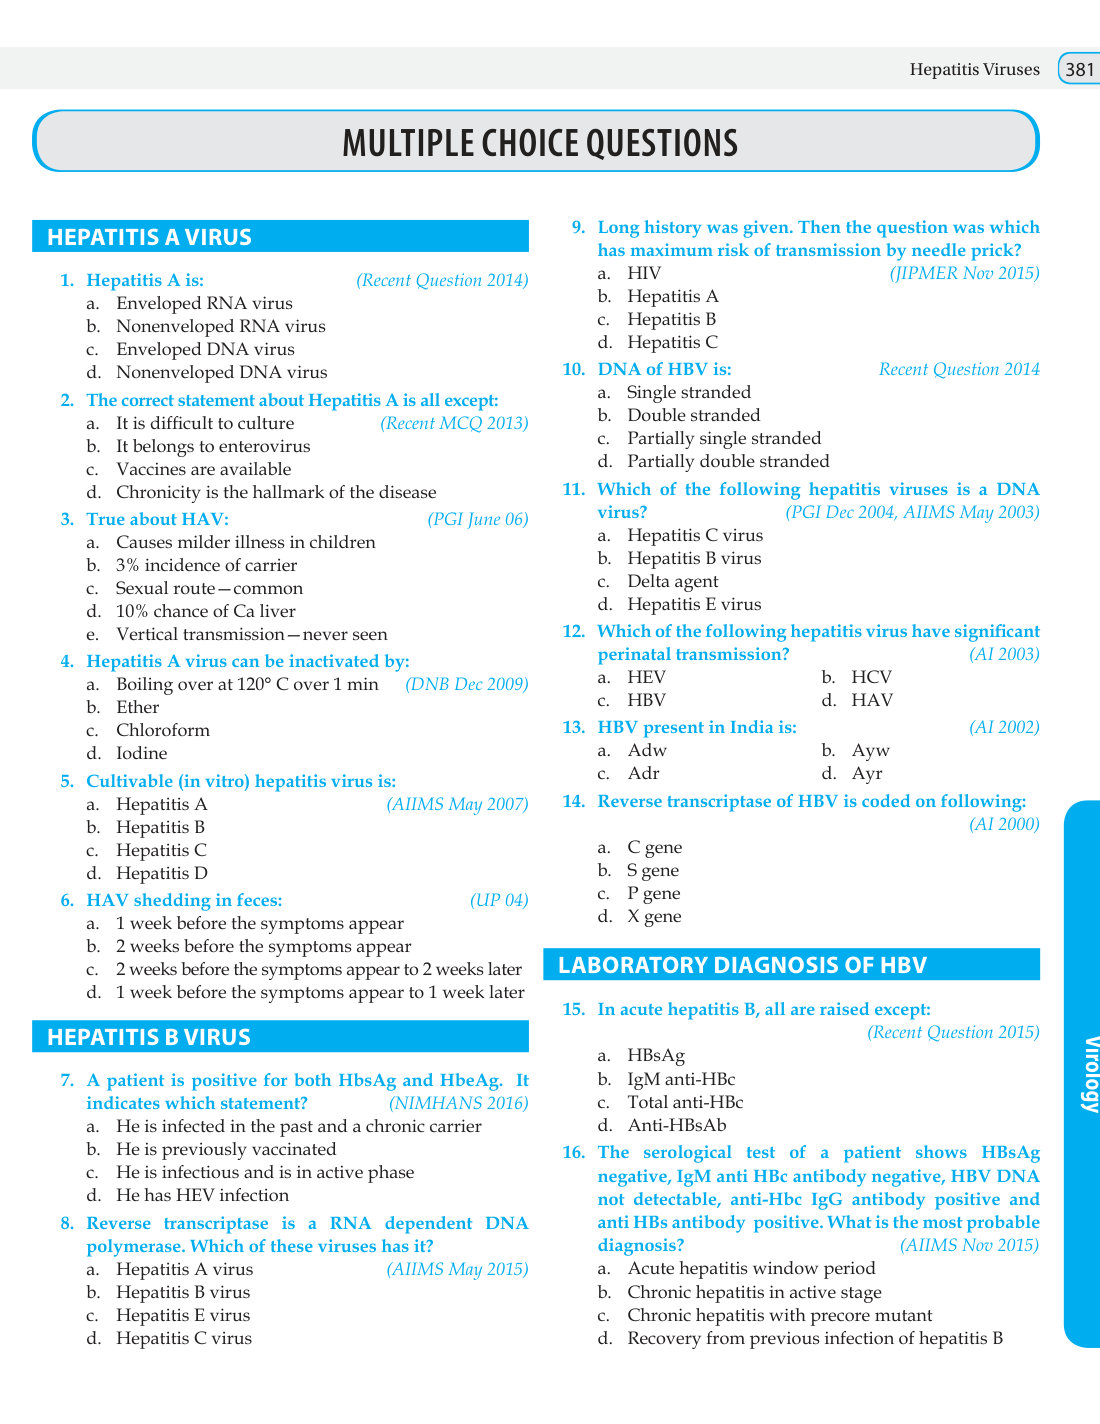 Hepatitis Viruses 381
MULTIPLE CHOICE QUESTIONS
HEPATITIS A VIRUS
1. Hepatitis A is: (Recent Question 2014)
a. Enveloped RNA virus
b. Nonenveloped RNA virus
c. Enveloped DNA virus
d. Nonenveloped DNA virus
2. The correct statement about Hepatitis A is all except:
a. It is difficult to culture (Recent MCQ 2013)
b. It belongs to enterovirus
c. Vaccines are available
d. Chronicity is the hallmark of the disease
3. True about HAV: (PGI June 06)
a. Causes milder illness in children
b. 3% incidence of carrier
c. Sexual route—common
d. 10% chance of Ca liver
e. Vertical transmission—never seen
4. Hepatitis A virus can be inactivated by:
a. Boiling over at 120° C over 1 min (DNB Dec 2009)
b. Ether
c. Chloroform
d. Iodine
5. Cultivable (in vitro) hepatitis virus is:
a. Hepatitis A (AIIMS May 2007)
b. Hepatitis B
c. Hepatitis C
d. Hepatitis D
6. HAV shedding in feces: (UP 04)
a. 1 week before the symptoms appear
b. 2 weeks before the symptoms appear
c. 2 weeks before the symptoms appear to 2 weeks later
d. 1 week before the symptoms appear to 1 week later
HEPATITIS B VIRUS
7. A patient is positive for both HbsAg and HbeAg. It
indicates which statement? (NIMHANS 2016)
a. He is infected in the past and a chronic carrier
b. He is previously vaccinated
c. He is infectious and is in active phase
d. He has HEV infection
8. Reverse transcriptase is a RNA dependent DNA
polymerase. Which of these viruses has it?
a. Hepatitis A virus (AIIMS May 2015)
b. Hepatitis B virus
c. Hepatitis E virus
d. Hepatitis C virus
9. Long history was given. Then the question was which
has maximum risk of transmission by needle prick?
a. HIV (JIPMER Nov 2015)
b. Hepatitis A
c. Hepatitis B
d. Hepatitis C
10. DNA of HBV is: Recent Question 2014
a. Single stranded
b. Double stranded
c. Partially single stranded
d. Partially double stranded
11. Which of the following hepatitis viruses is a DNA
virus? (PGI Dec 2004, AIIMS May 2003)
a. Hepatitis C virus
b. Hepatitis B virus
c. Delta agent
d. Hepatitis E virus
12. Which of the following hepatitis virus have significant
perinatal transmission? (AI 2003)
a. HEV b. HCV
c. HBV d. HAV
13. HBV present in India is: (AI 2002)
a. Adw b. Ayw
c. Adr d. Ayr
14. Reverse transcriptase of HBV is coded on following:
(AI 2000)
a. C gene
b. S gene
c. P gene
d. X gene
LABORATORY DIAGNOSIS OF HBV
15. In acute hepatitis B, all are raised except:
(Recent Question 2015)
a. HBsAg
b. IgM anti-HBc
c. Total anti-HBc
d. Anti-HBsAb
16. The serological test of a patient shows HBsAg
negative, IgM anti HBc antibody negative, HBV DNA
not detectable, anti-Hbc IgG antibody positive and
anti HBs antibody positive. What is the most probable
diagnosis? (AIIMS Nov 2015)
a. Acute hepatitis window period
b. Chronic hepatitis in active stage
c. Chronic hepatitis with precore mutant
d. Recovery from previous infection of hepatitis B
Virology